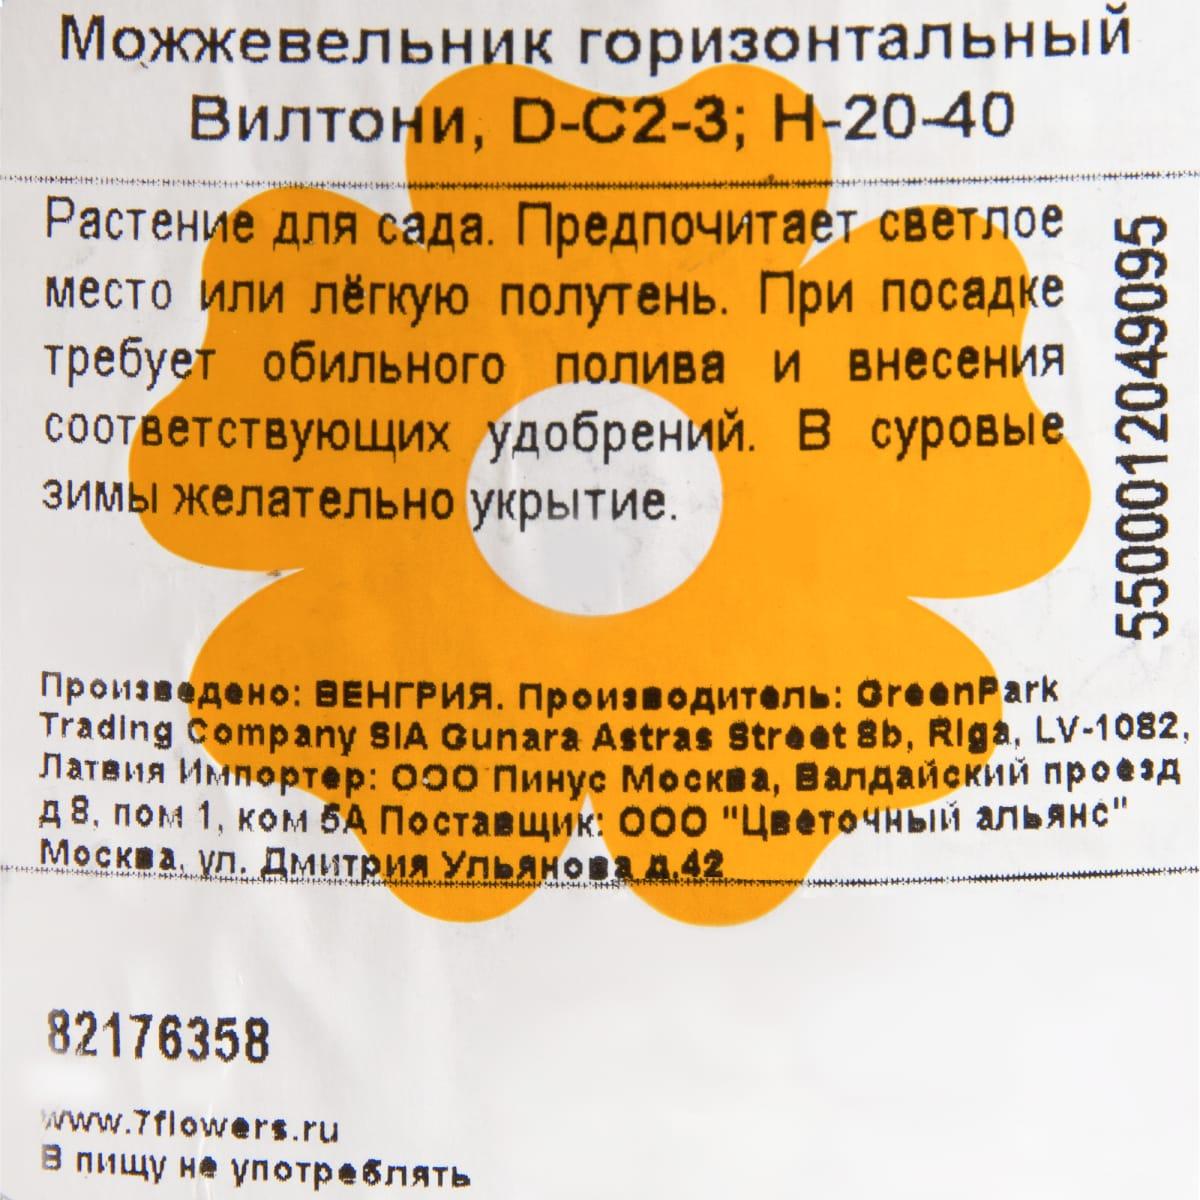 Можжевельник горизонтальный
Вилтони, D-C2-3; H-20-40
Растение для сада. Предпочитает светлое
место или лёгкую полутень. При посадке
требует обильного полива и внесения
соответствующих удобрений. В суровые
зимы желательно укрытие.
5500012049095
Произведено: ВЕНГРИЯ. Производитель: GreenPark
Trading Company SIA Gunara Astras Street 8b, Riga, LV-1082,
Латвия Импортер: ООО Пинус Москва, Валдайский проезд
д 8, пом 1, ком 5А Поставщик: ООО "Цветочный альянс"
Москва, ул. Дмитрия Ульянова д.42
82176358
www.7flowers.ru
В пищу не употреблять